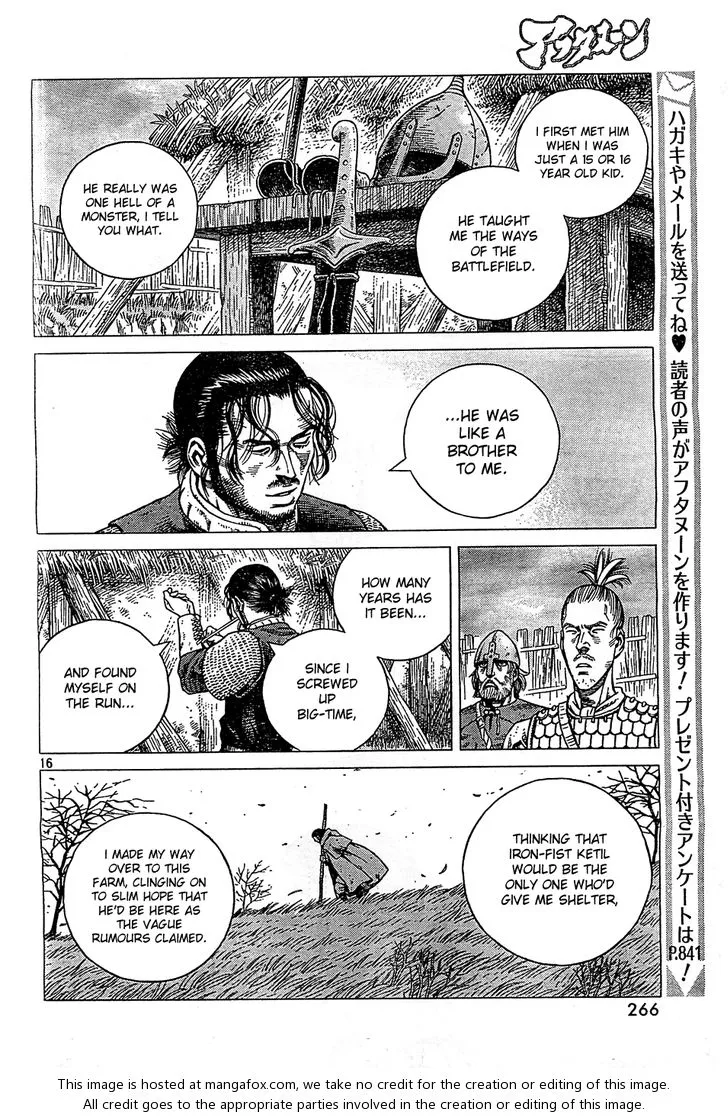 アフタヌーン
I FIRST MET HIM
WHEN I WAS
JUST A 15 OR 16
YEAR OLD KID.
HE TAUGHT
ME THE WAYS
OF THE
BATTLEFIELD.
HE REALLY WAS
ONE HELL OF A
MONSTER, I TELL
YOU WHAT.
...HE WAS
LIKE A
BROTHER
TO ME.
HOW MANY
YEARS HAS
IT BEEN...
SINCE I
SCREWED
UP
BIG-TIME,
AND FOUND
MYSELF ON
THE RUN...
16
THINKING THAT
IRON-FIST KETIL
WOULD BE THE
ONLY ONE WHO'D
GIVE ME SHELTER,
I MADE MY WAY
OVER TO THIS
FARM, CLINGING ON
TO SLIM HOPE THAT
HE'D BE HERE AS
THE VAGUE
RUMOURS CLAIMED.
ハガキやメールを送ってね♥読者の声がアフタヌーンを作ります!プレゼント付きアンケートはP.841!
266
This image is hosted at mangafox.com, we take no credit for the creation or editing of this image.
All credit goes to the appropriate parties involved in the creation or editing of this image.